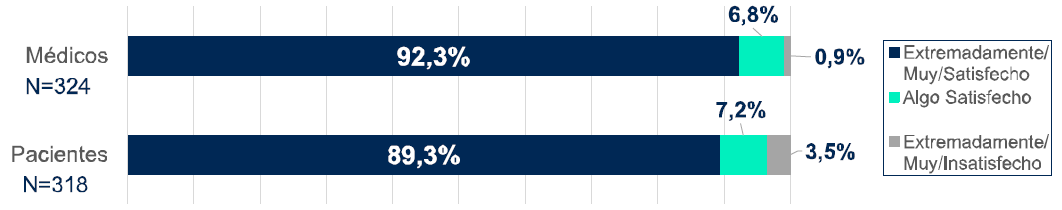 6,8%
Médicos
92,3%
0,9%
N=324
7,2%
Pacientes
89,3%
3,5%
N=318
Extremadamente/
Muy/Satisfecho
Algo Satisfecho
Extremadamente/
Muy/Insatisfecho